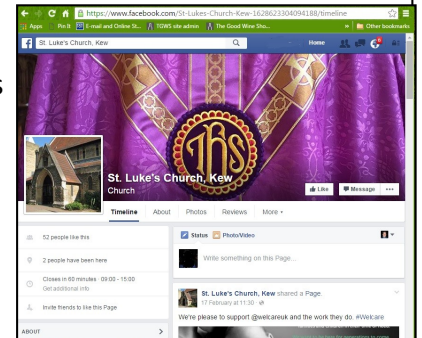 https://www.facebook.com/St-Lukes-Church-Kew-1628623304094188/timeline
Apps Pin It E-mail and Online St... TGWS site admin The Good Wine Sho... » Other bookmarks
St. Luke's Church, Kew
Home
IHS
St. Luke's Church, Kew
Church
Like Message •••
Timeline About Photos Reviews More
52 people like this
2 people have been here
Closes in 60 minutes · 09:00 - 15:00
Get additional info
Invite friends to like this Page
ABOUT
Status Photo/Video
Write something on this Page...
St. Luke's Church, Kew shared a Page.
17 February at 11:30
We're pleased to support @welcareuk and the work they do. #Welcare
s